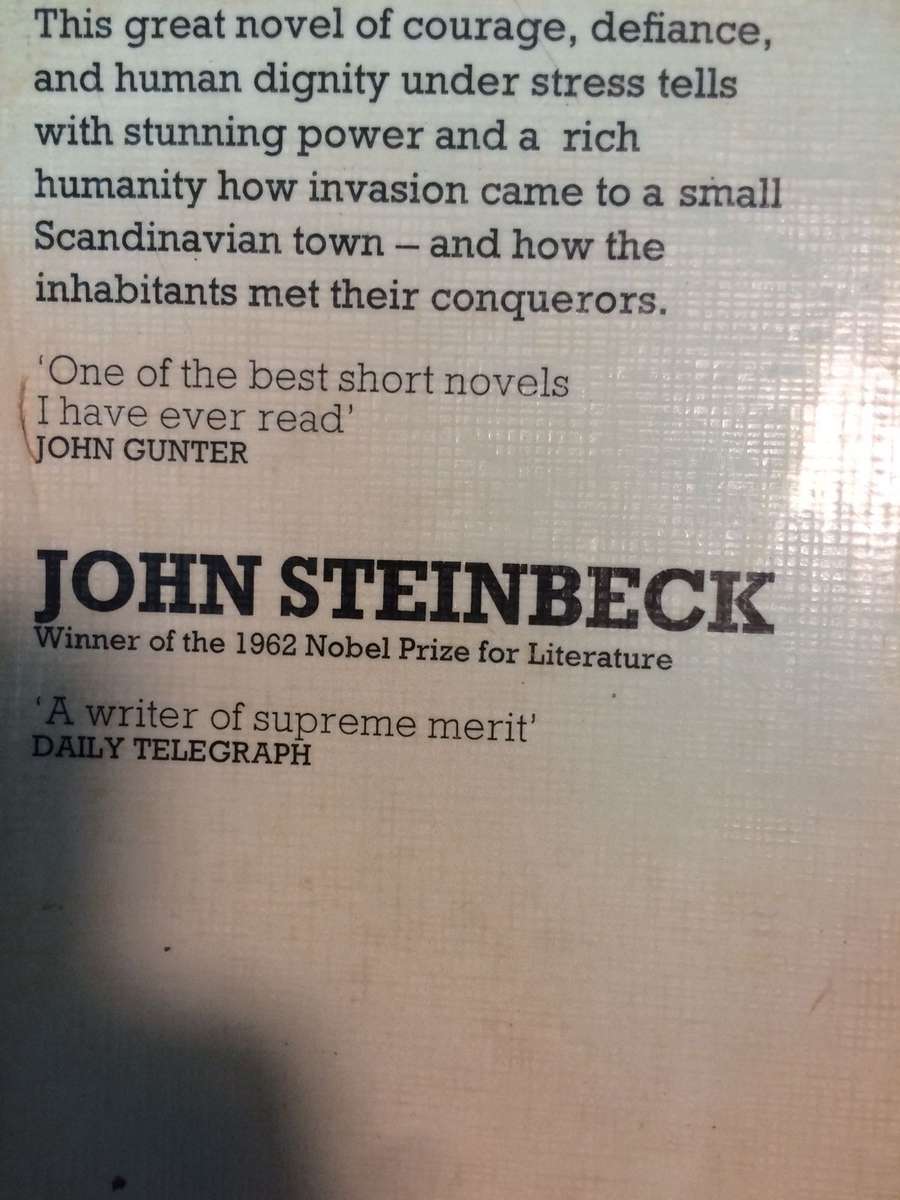 This great novel of courage, defiance,
and human dignity under stress tells
with stunning power and a rich
humanity how invasion came to a small
Scandinavian town – and how the
inhabitants met their conquerors.
‘One of the best short novels
I have ever read’
JOHN GUNTER
JOHN STEINBECK
Winner of the 1962 Nobel Prize for Literature
‘A writer of supreme merit’
DAILY TELEGRAPH